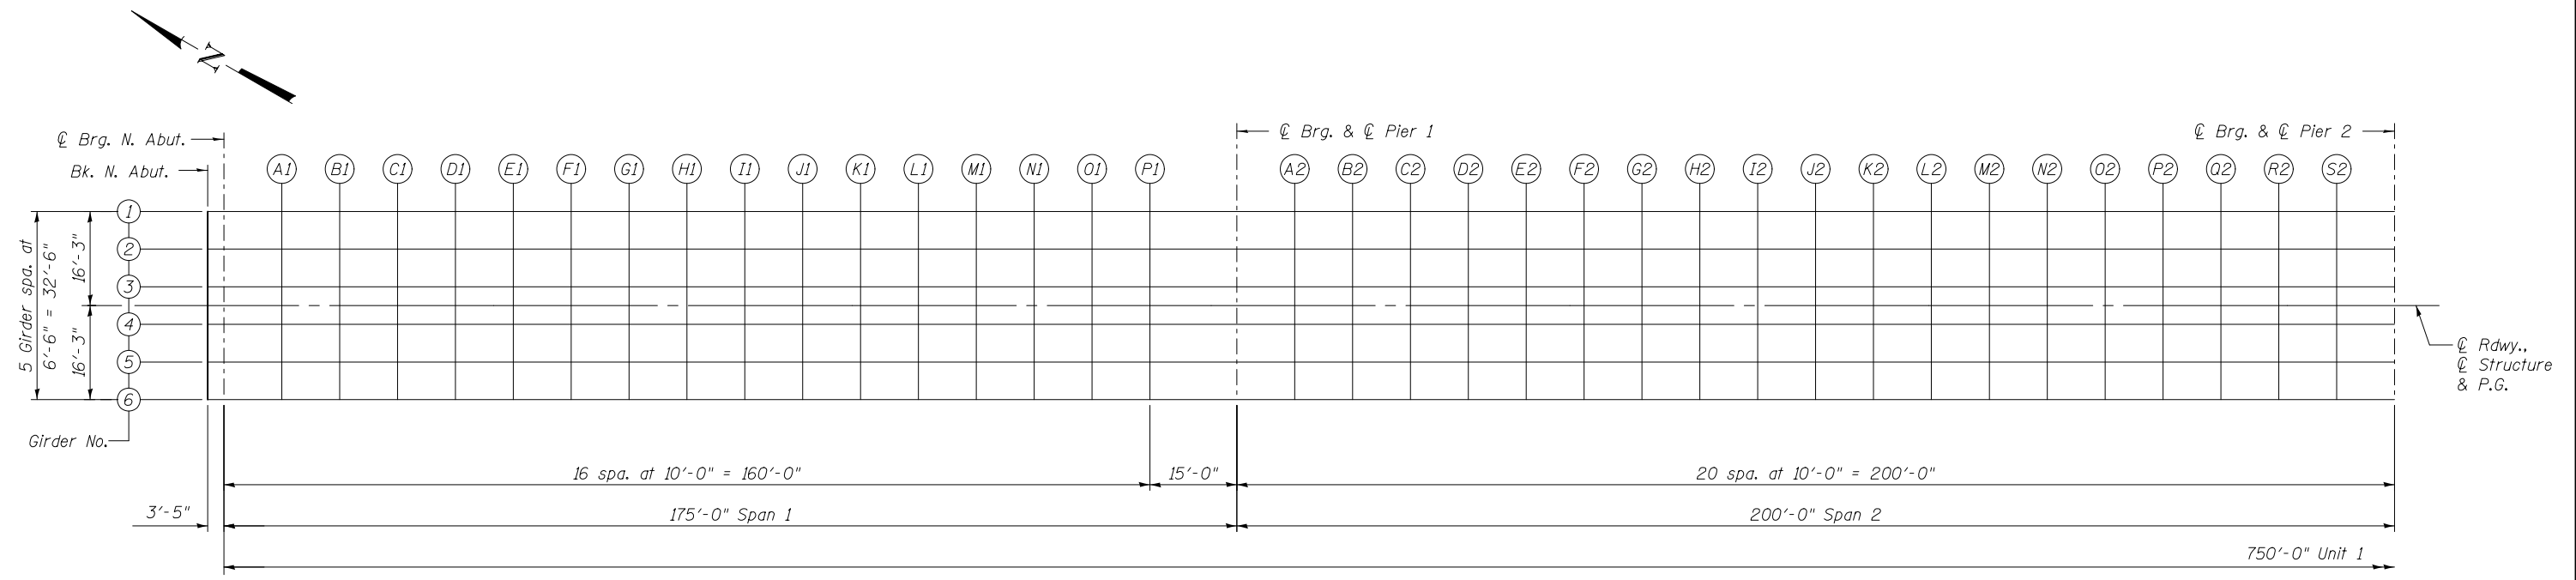 N
℄ Brg. N. Abut.
Bk. N. Abut.
℄ Brg. & ℄ Pier 1
℄ Brg. & ℄ Pier 2
A1 B1 C1 D1 E1 F1 G1 H1 I1 J1 K1 L1 M1 N1 O1 P1 A2 B2 C2 D2 E2 F2 G2 H2 I2 J2 K2 L2 M2 N2 O2 P2 Q2 R2 S2
1
2
3
4
5
6
5 Girder spa. at
6'-6" = 32'-6"
16'-3"
16'-3"
Girder No.
℄ Rdwy.,
℄ Structure
& P.G.
16 spa. at 10'-0" = 160'-0"
15'-0"
20 spa. at 10'-0" = 200'-0"
3'-5"
175'-0" Span 1
200'-0" Span 2
750'-0" Unit 1